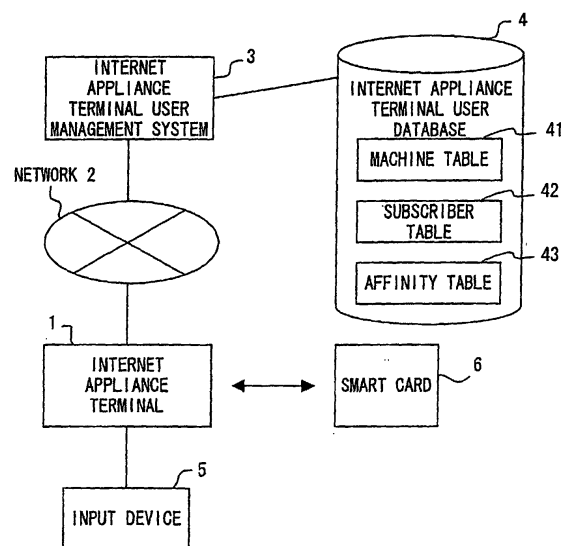 3
INTERNET
APPLIANCE
TERMINAL USER
MANAGEMENT SYSTEM
4
INTERNET APPLIANCE
TERMINAL USER
DATABASE
41
MACHINE TABLE
42
SUBSCRIBER
TABLE
43
AFFINITY TABLE
NETWORK 2
1
INTERNET
APPLIANCE
TERMINAL
6
SMART CARD
5
INPUT DEVICE